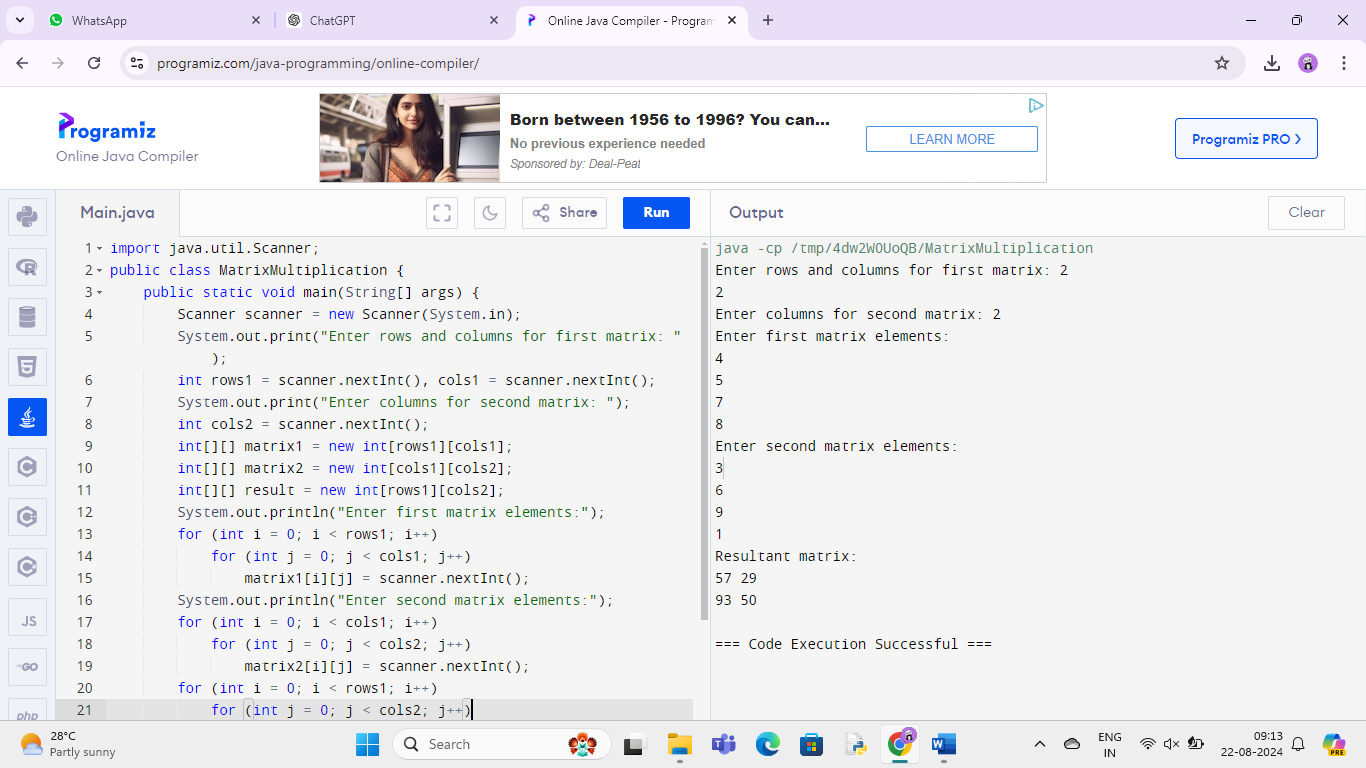 WhatsApp
ChatGPT
Online Java Compiler - Program
programiz.com/java-programming/online-compiler/
Programiz
Online Java Compiler
Born between 1956 to 1996? You can...
No previous experience needed
Sponsored by: Deal-Peat
LEARN MORE
Programiz PRO >
Main.java
Share
Run
Output
Clear
1 import java.util.Scanner;
2 public class MatrixMultiplication {
3 public static void main(String[] args) {
4 Scanner scanner = new Scanner(System.in);
5 System.out.print("Enter rows and columns for first matrix: "
);
6 int rows1 = scanner.nextInt(), cols1 = scanner.nextInt();
7 System.out.print("Enter columns for second matrix: ");
8 int cols2 = scanner.nextInt();
9 int[][] matrix1 = new int[rows1][cols1];
10 int[][] matrix2 = new int[cols1][cols2];
11 int[][] result = new int[rows1][cols2];
12 System.out.println("Enter first matrix elements:");
13 for (int i = 0; i < rows1; i++)
14 for (int j = 0; j < cols1; j++)
15 matrix1[i][j] = scanner.nextInt();
16 System.out.println("Enter second matrix elements:");
17 for (int i = 0; i < cols1; i++)
18 for (int j = 0; j < cols2; j++)
19 matrix2[i][j] = scanner.nextInt();
20 for (int i = 0; i < rows1; i++)
21 for (int j = 0; j < cols2; j++)
java -cp /tmp/4dw2WOUoQB/MatrixMultiplication
Enter rows and columns for first matrix: 2
2
Enter columns for second matrix: 2
Enter first matrix elements:
4
5
7
8
Enter second matrix elements:
3
6
9
1
Resultant matrix:
57 29
93 50
=== Code Execution Successful ===
JS
GO
php
28°C
Partly sunny
Search
ENG
IN
09:13
22-08-2024
PRE